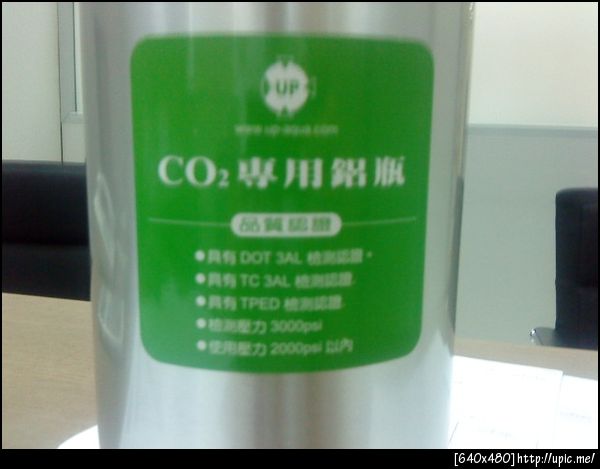 UP
www.up-aqua.com
CO2 專用鋁瓶
品質認證
●具有 DOT 3AL 檢測認證。
●具有 TC 3AL 檢測認證.
●具有 TPED 檢測認證.
●檢測壓力 3000psi
●使用壓力 2000psi 以內
[640x480]http://upic.me/